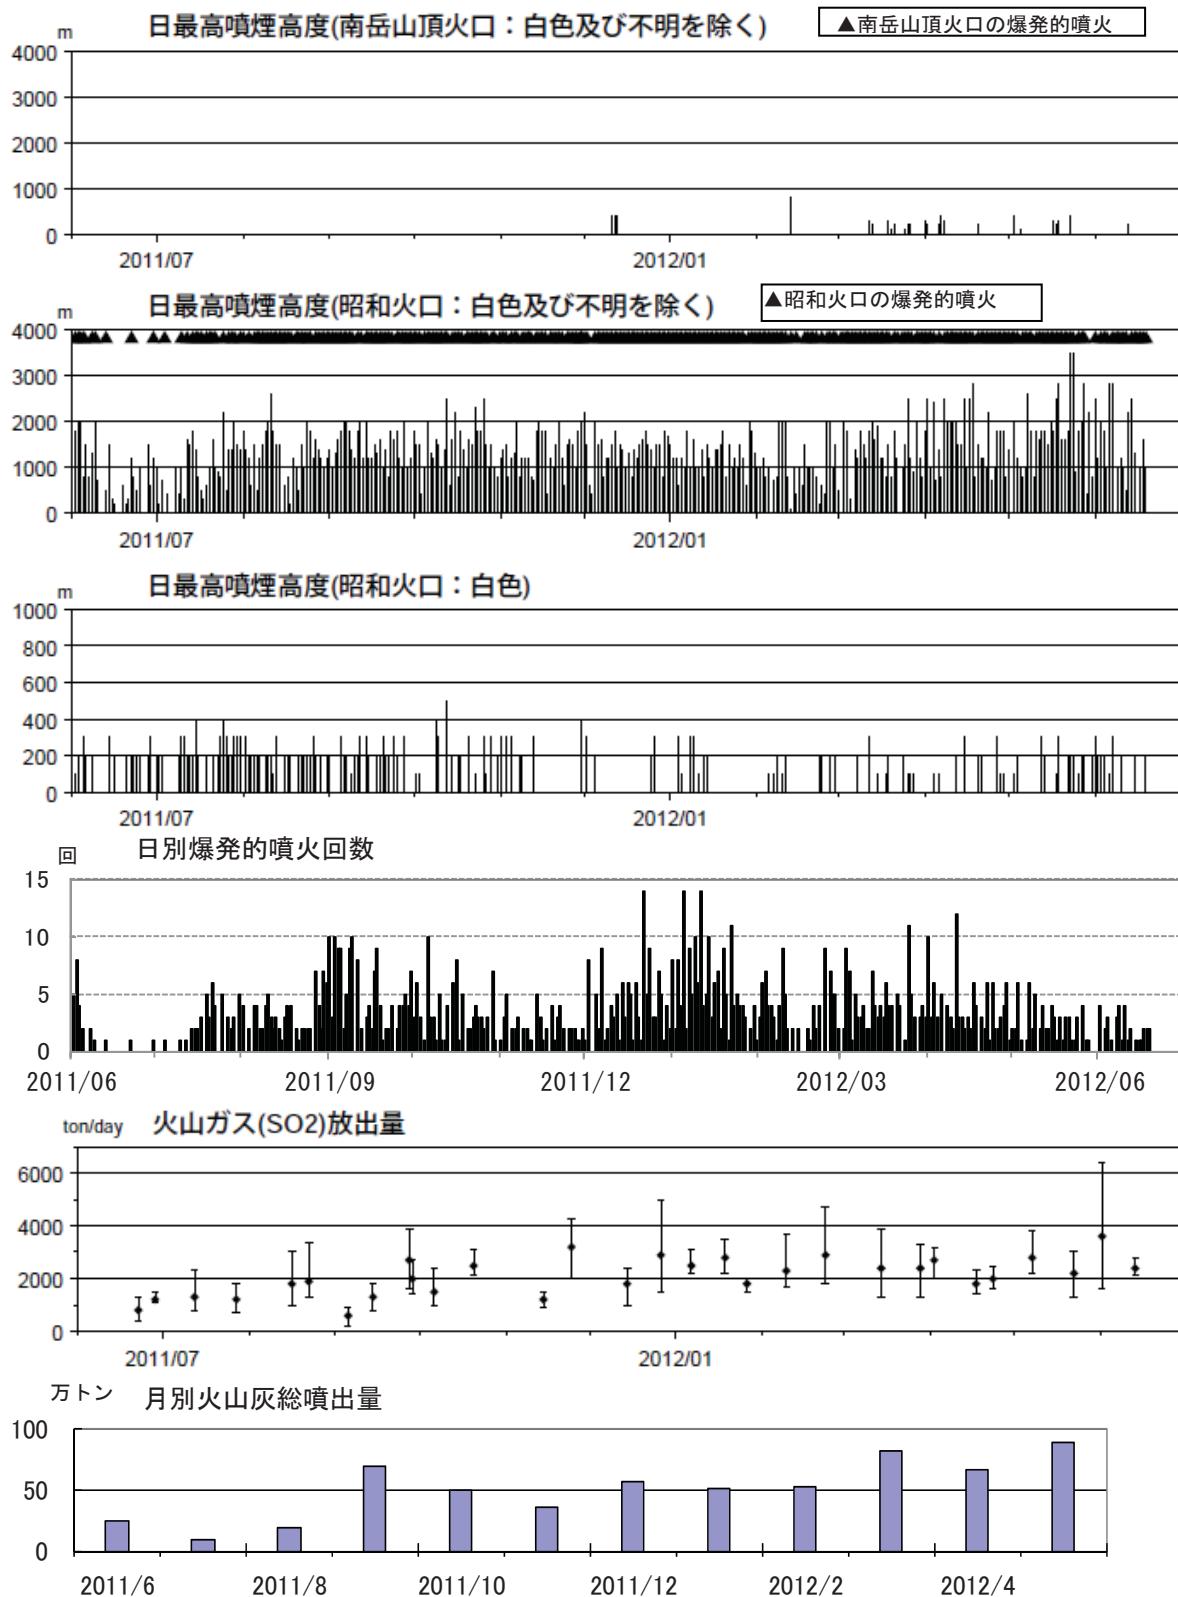 日最高噴煙高度(南岳山頂火口：白色及び不明を除く)
▲南岳山頂火口の爆発的噴火
m
4000
3000
2000
1000
0
2011/07 2012/01
日最高噴煙高度(昭和火口：白色及び不明を除く)
▲昭和火口の爆発的噴火
m
4000
3000
2000
1000
0
2011/07 2012/01
日最高噴煙高度(昭和火口：白色)
m
1000
800
600
400
200
0
2011/07 2012/01
日別爆発的噴火回数
回
15
10
5
0
2011/06 2011/09 2011/12 2012/03 2012/06
ton/day 火山ガス(SO2)放出量
6000
4000
2000
0
2011/07 2012/01
万トン 月別火山灰総噴出量
100
50
0
2011/6 2011/8 2011/10 2011/12 2012/2 2012/4